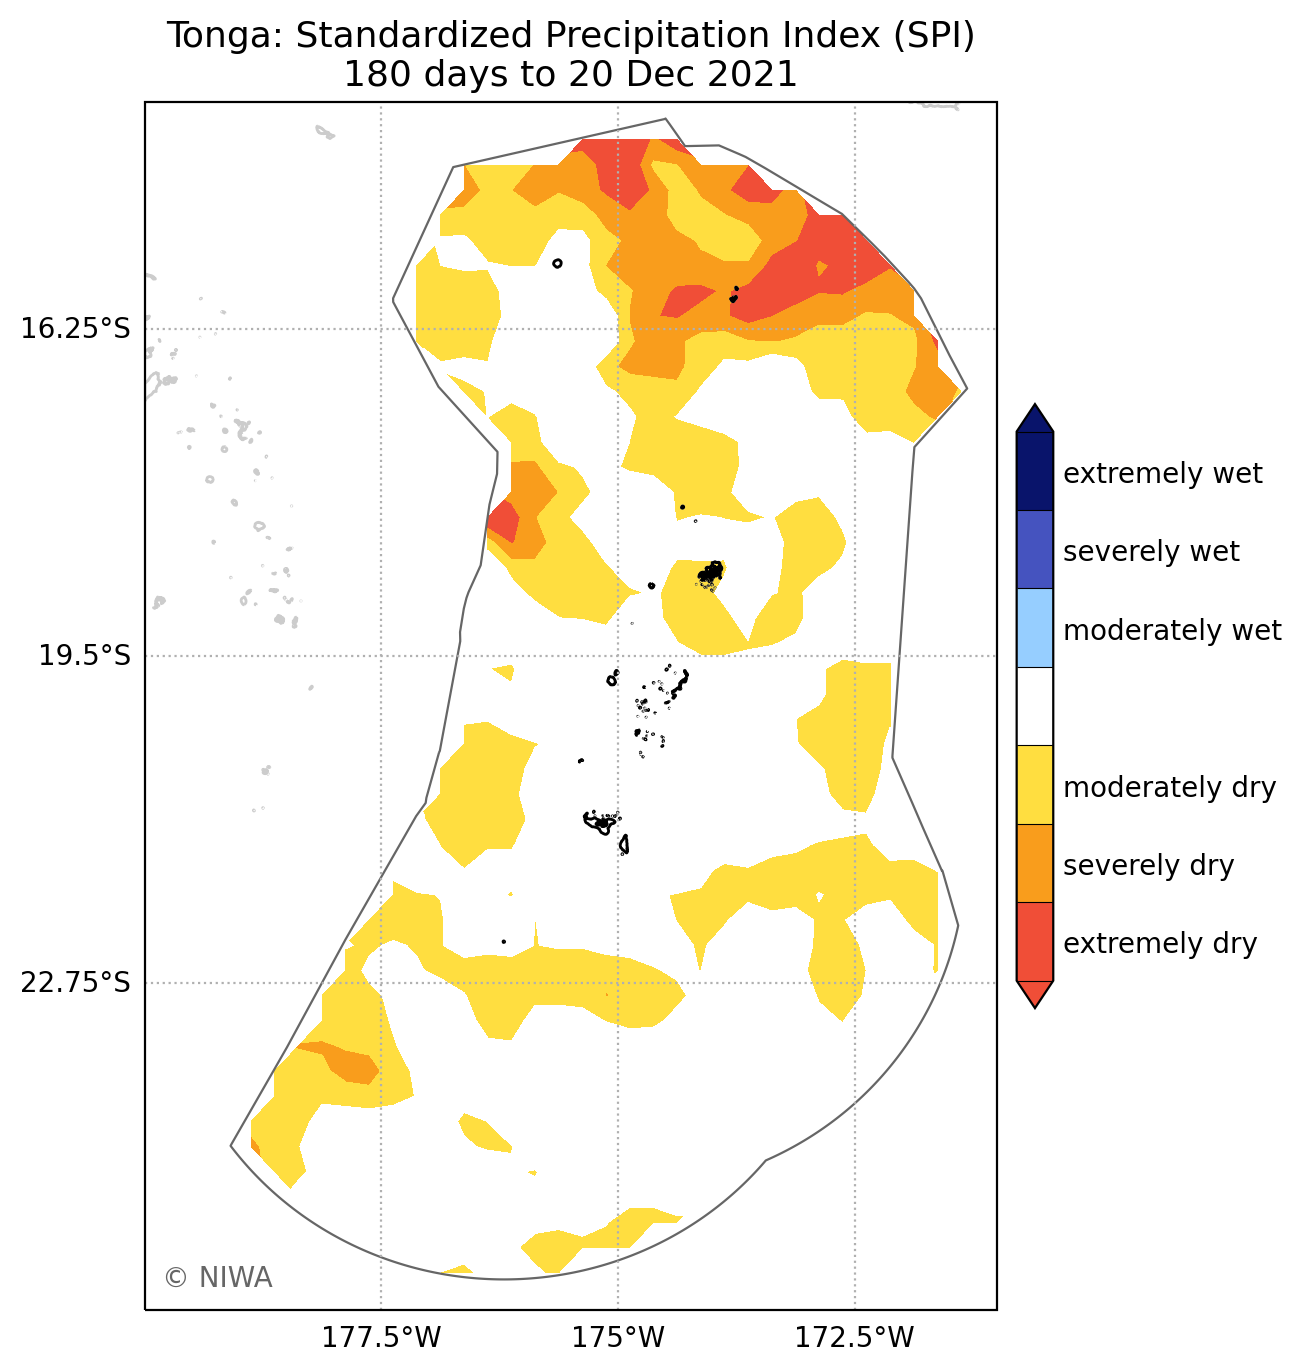 Tonga: Standardized Precipitation Index (SPI)
180 days to 20 Dec 2021
16.25°S
19.5°S
22.75°S
177.5°W
175°W
172.5°W
extremely wet
severely wet
moderately wet
moderately dry
severely dry
extremely dry
© NIWA